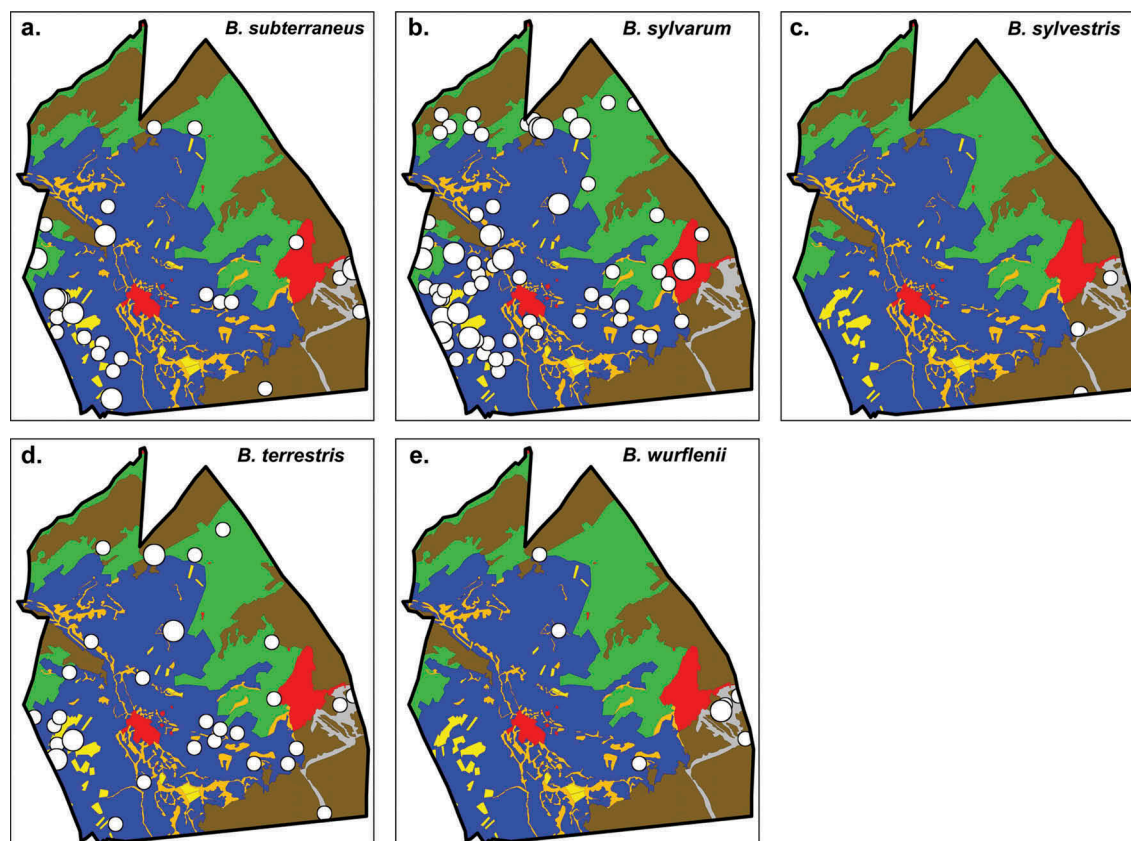 a. B. subterraneus
b. B. sylvarum
c. B. sylvestris
d. B. terrestris
e. B. wurflenii